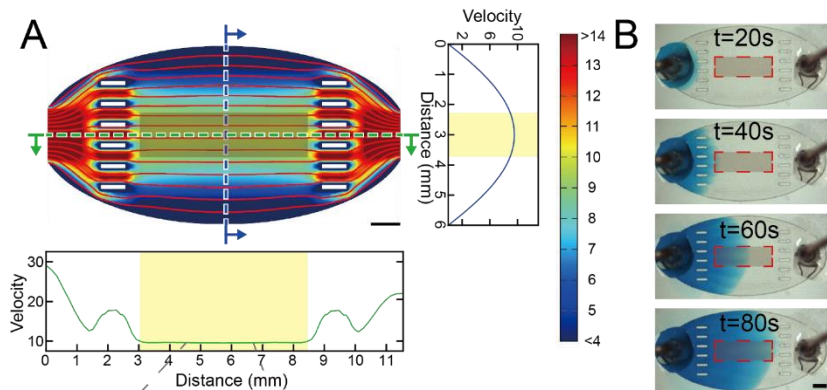 A
Velocity
2 6 10
0
1
2
3
4
5
6
Distance (mm)
>14
13
12
11
10
9
8
7
6
5
<4
B
t=20s
t=40s
t=60s
t=80s
Velocity
30
20
10
0 1 2 3 4 5 6 7 8 9 10 11
Distance (mm)